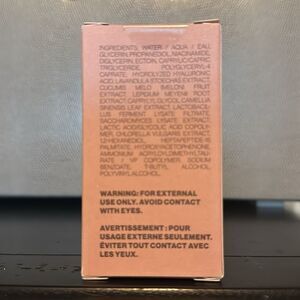 INGREDIENTS: WATER / AQUA / EAU,
GLYCERIN, PROPANEDIOL, NIACINAMIDE,
DIGLYCERIN, ECTOIN, CAPRYLIC/CAPRIC
TRIGLYCERIDE, POLYGLYCERYL-4
CAPRATE, HYDROLYZED HYALURONIC
ACID, LAVANDULA STOECHAS EXTRACT,
CUCUMIS MELO (MELON) FRUIT
EXTRACT, LEPIDIUM MEYENII ROOT
EXTRACT, CAPRYLYL GLYCOL, CAMELLIA
SINENSIS LEAF EXTRACT, LACTOBACIL-
LUS FERMENT LYSATE FILTRATE,
SACCHAROMYCES LYSATE EXTRACT,
LACTIC ACID/GLYCOLIC ACID COPOLY-
MER, CHLORELLA VULGARIS EXTRACT,
1,2-HEXANEDIOL, HEPTAPEPTIDE-15
PALMITATE, HYDROXYACETOPHENONE,
AMMONIUM ACRYLOYLDIMETHYLTAU-
RATE / VP COPOLYMER, SODIUM
BENZOATE, T-BUTYL ALCOHOL,
POLYVINYL ALCOHOL.
WARNING: FOR EXTERNAL
USE ONLY. AVOID CONTACT
WITH EYES.
AVERTISSEMENT : POUR
USAGE EXTERNE SEULEMENT.
ÉVITER TOUT CONTACT AVEC
LES YEUX.